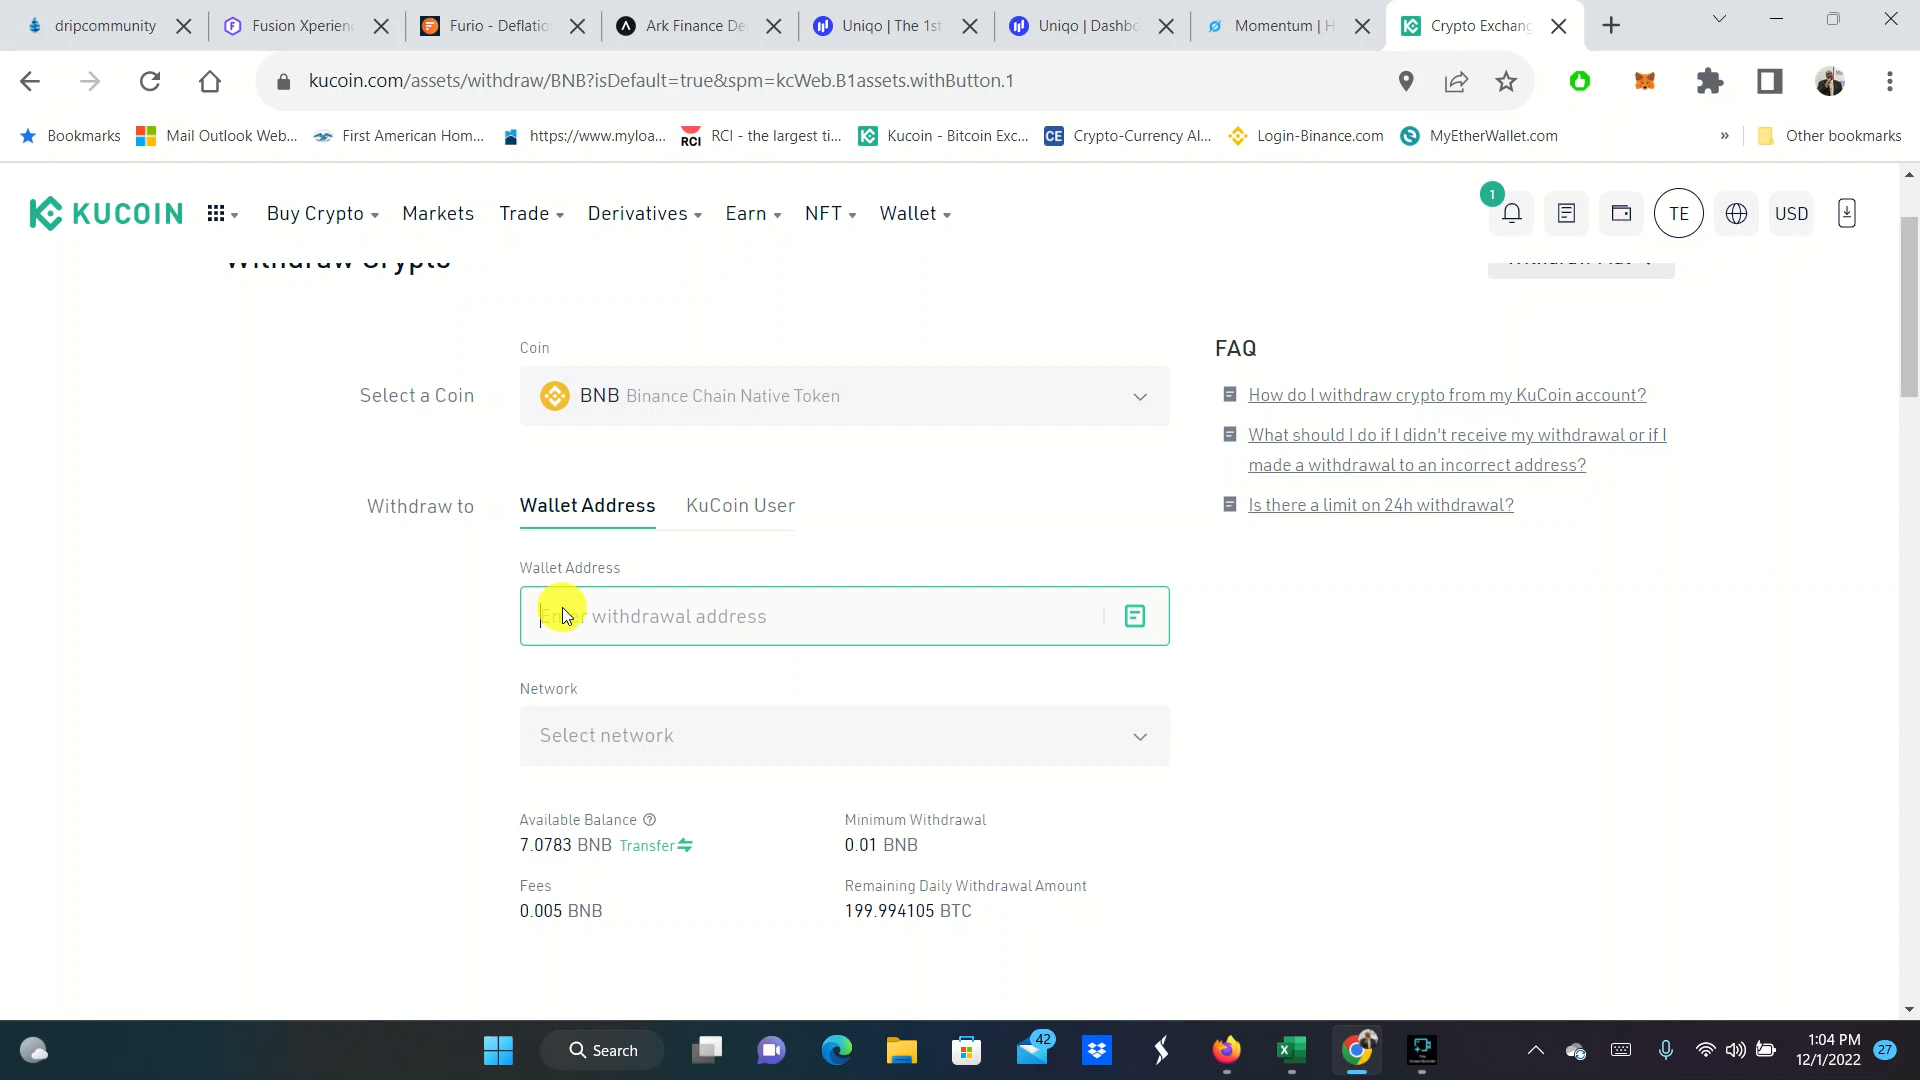 dripcommunity
Fusion Xperien
Furio - Deflatio
Ark Finance De
Uniqo | The 1st
Uniqo | Dashbo
Momentum | H
Crypto Exchang
kucoin.com/assets/withdraw/BNB?isDefault=true&spm=kcWeb.B1assets.withButton.1
Bookmarks
Mail Outlook Web...
First American Hom...
https://www.myloa...
RCI
RCI - the largest ti...
Kucoin - Bitcoin Exc...
CE
Crypto-Currency Al...
Login-Binance.com
MyEtherWallet.com
»
Other bookmarks
KUCOIN
Buy Crypto
Markets
Trade
Derivatives
Earn
NFT
Wallet
1
TE
USD
Withdraw Crypto
Coin
FAQ
Select a Coin
BNB Binance Chain Native Token
How do I withdraw crypto from my KuCoin account?
What should I do if I didn't receive my withdrawal or if I
made a withdrawal to an incorrect address?
Is there a limit on 24h withdrawal?
Withdraw to
Wallet Address
KuCoin User
Wallet Address
Enter withdrawal address
Network
Select network
Available Balance
Minimum Withdrawal
7.0783 BNB Transfer
0.01 BNB
Fees
Remaining Daily Withdrawal Amount
0.005 BNB
199.994105 BTC
Search
42
1:04 PM
12/1/2022
27